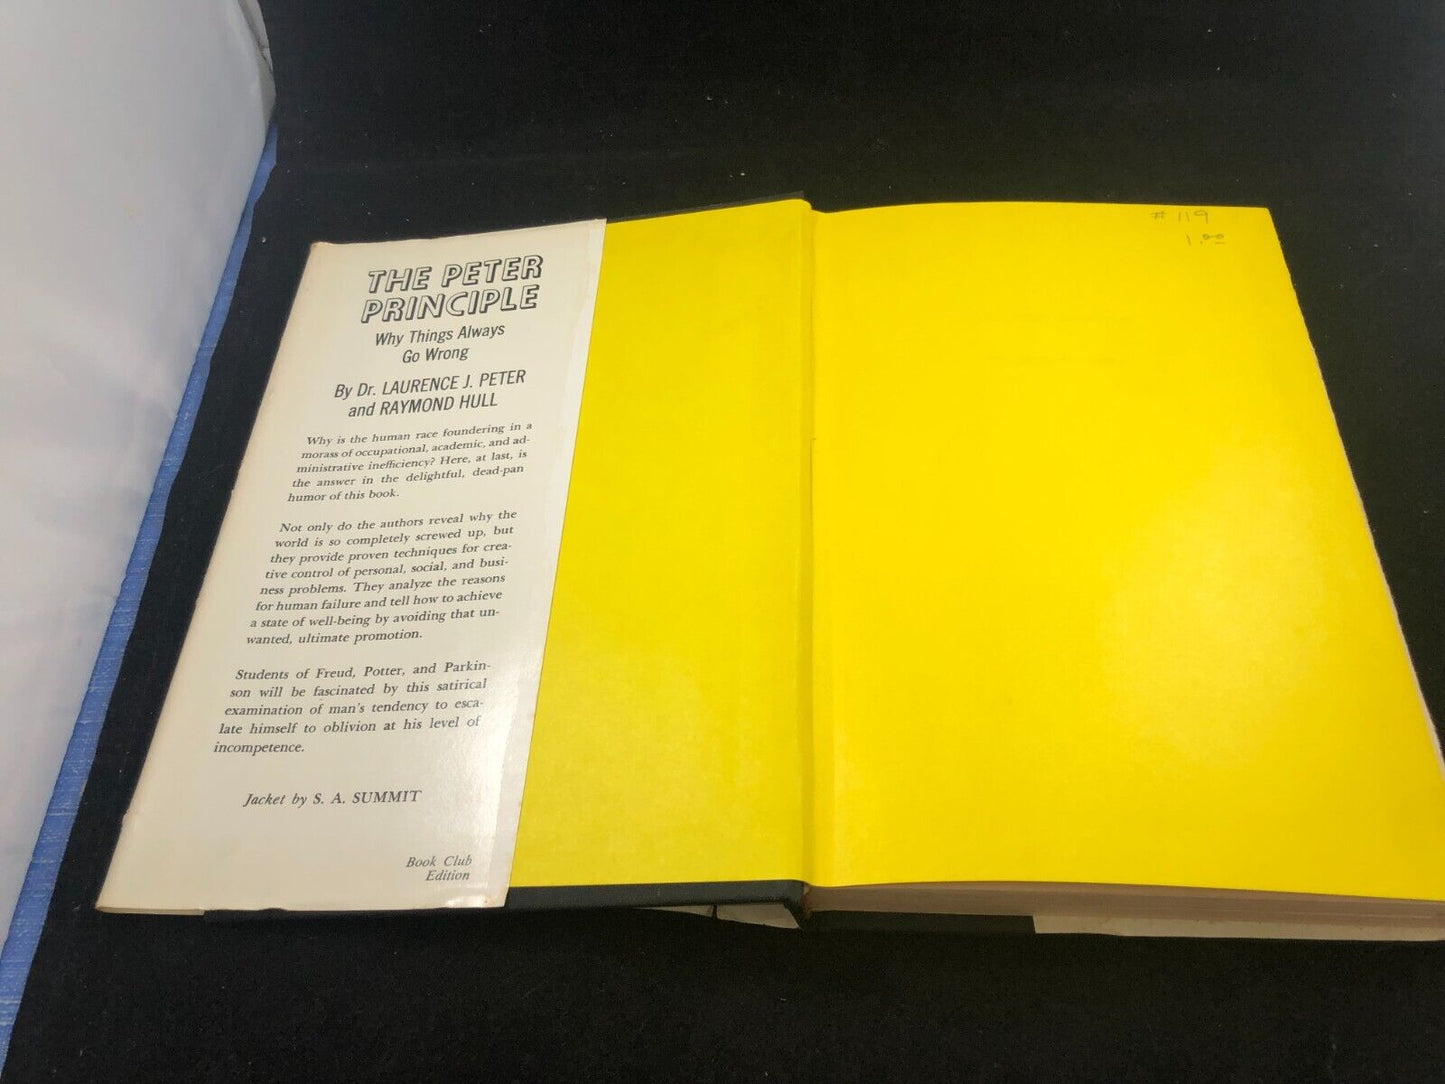 THE PETER
PRINCIPLE
Why Things Always
Go Wrong
By Dr. LAURENCE J. PETER
and RAYMOND HULL
Why is the human race foundering in a
morass of occupational, academic, and ad-
ministrative inefficiency? Here, at last, is
the answer in the delightful, dead-pan
humor of this book.
Not only do the authors reveal why the
world is so completely screwed up, but
they provide proven techniques for crea-
tive control of personal, social, and busi-
ness problems. They analyze the reasons
for human failure and tell how to achieve
a state of well-being by avoiding that un-
wanted, ultimate promotion.
Students of Freud, Potter, and Parkin-
son will be fascinated by this satirical
examination of man's tendency to esca-
late himself to oblivion at his level of
incompetence.
Jacket by S. A. SUMMIT
Book Club
Edition
# 119
1.00